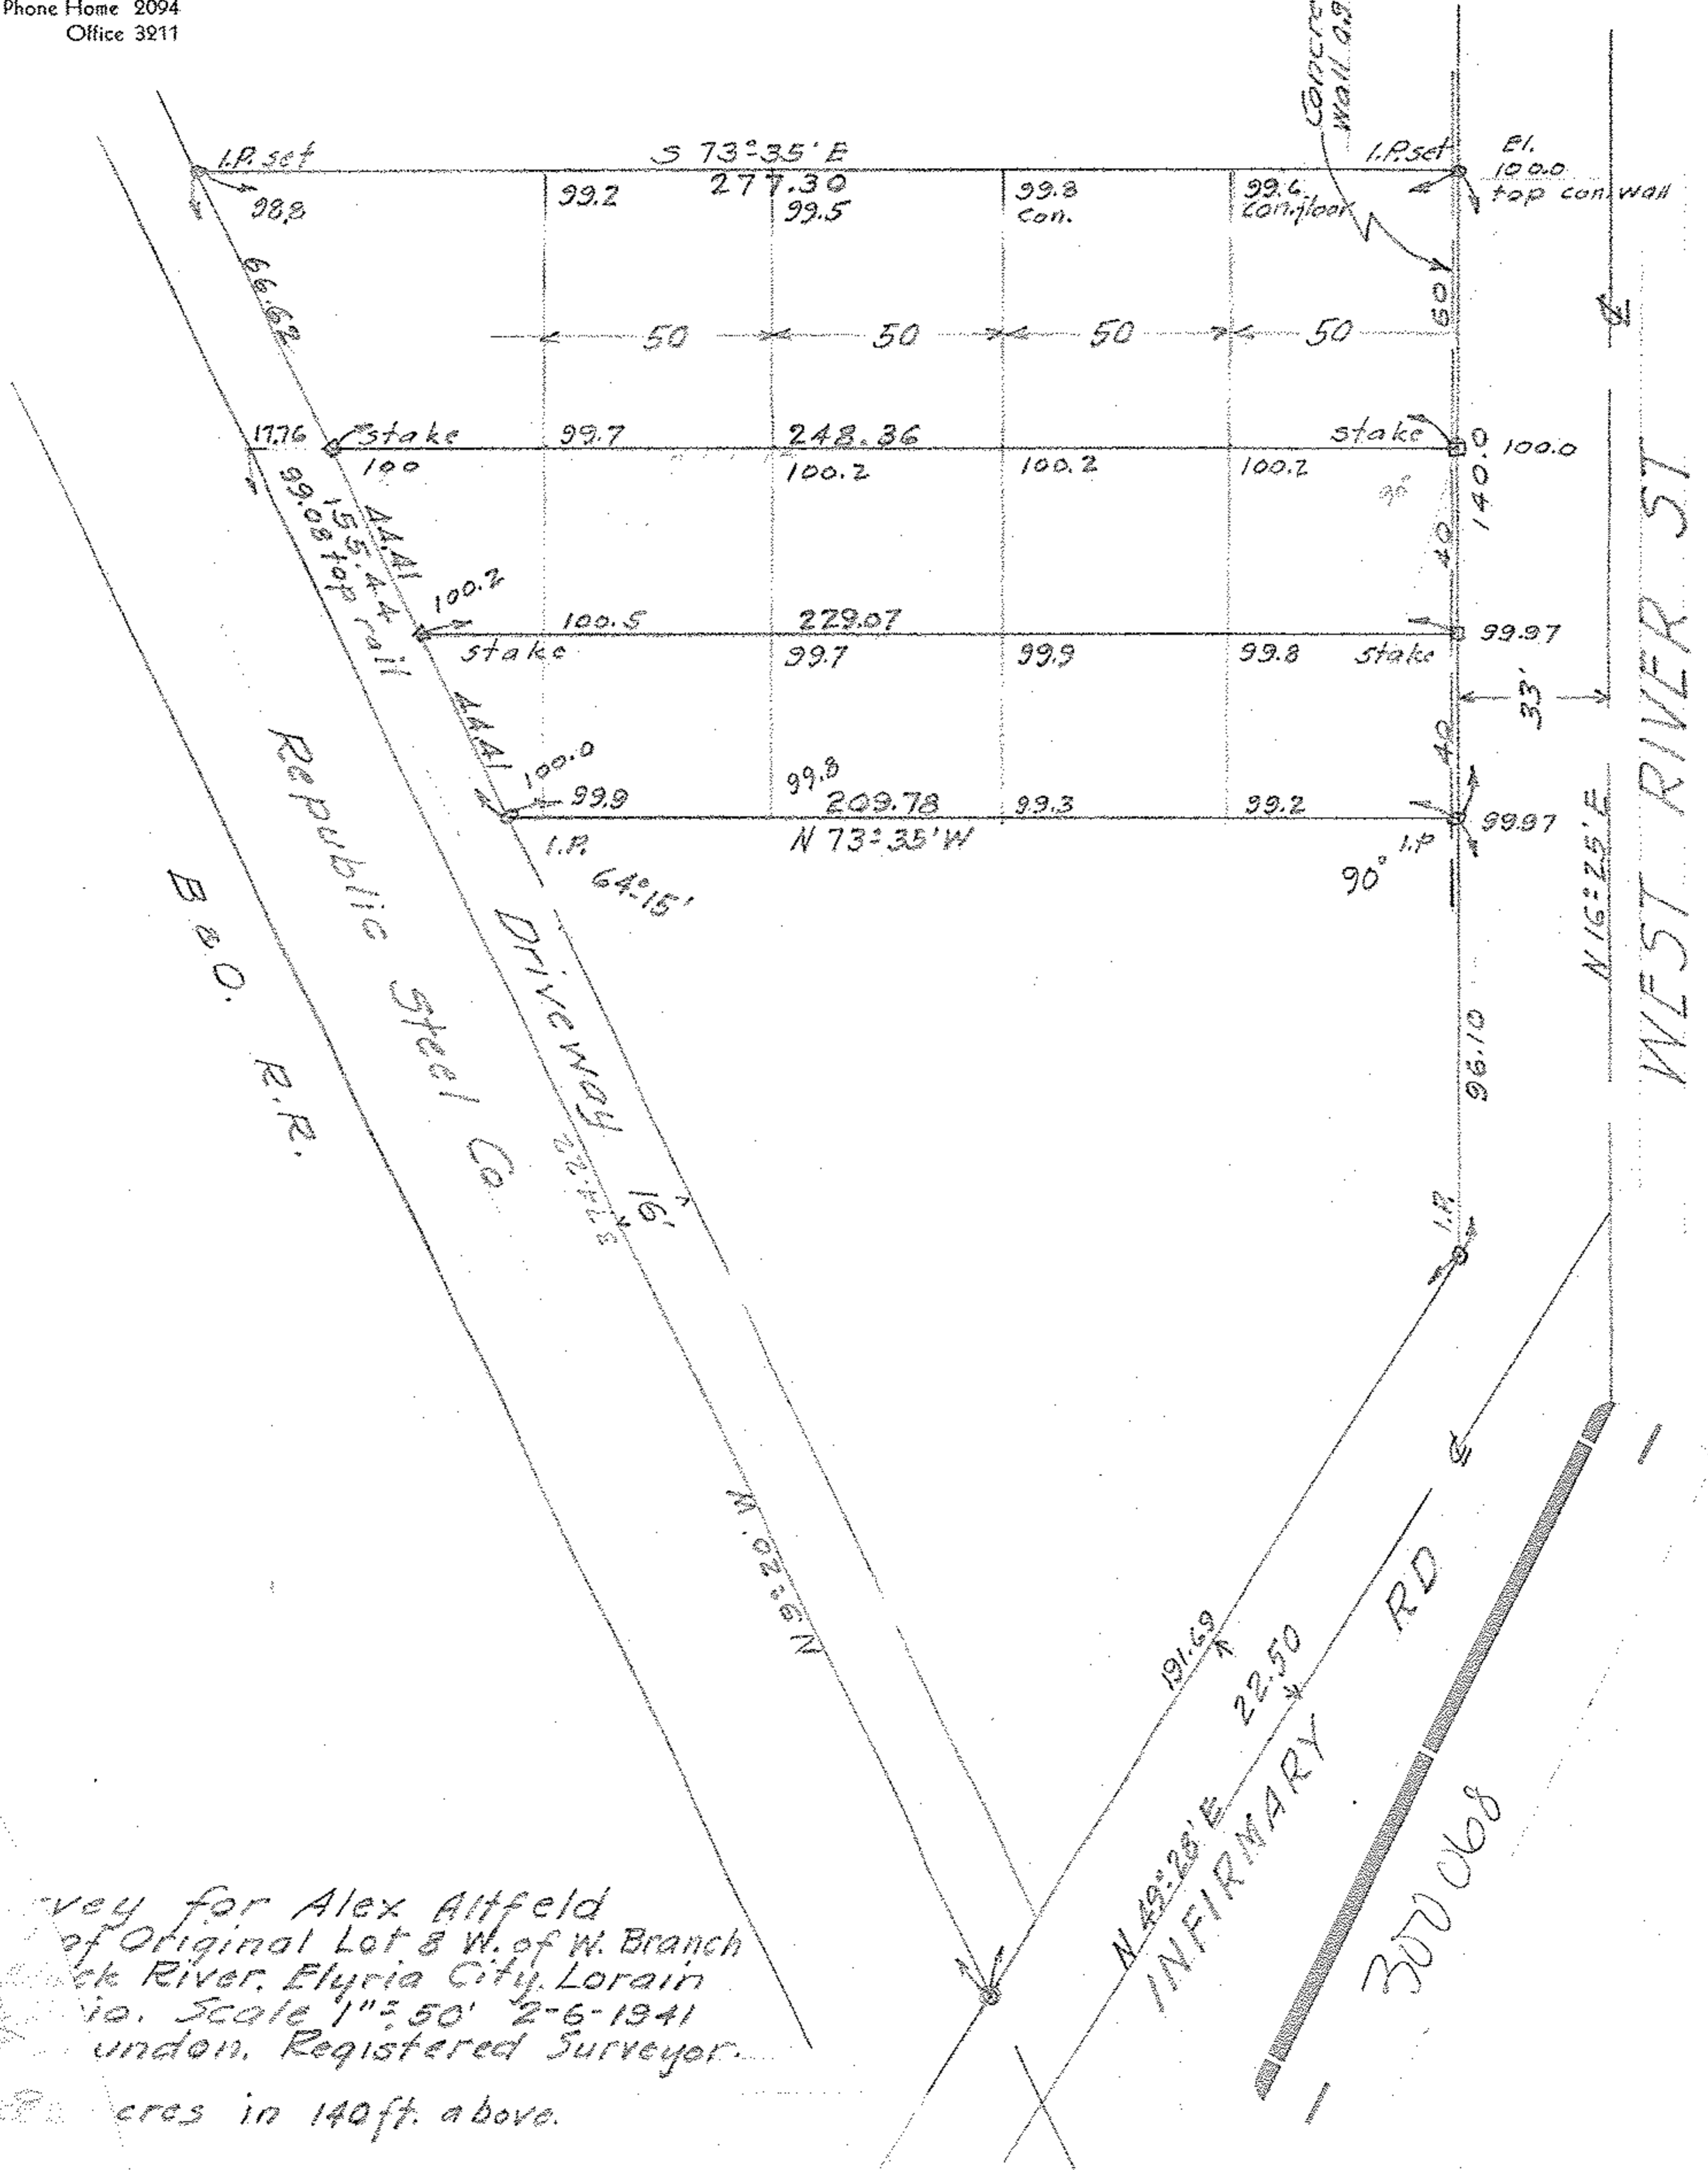 Phone Home 2094
Office 3211
I.P. set
S 73°35' E
277.30
I.P. set
El.
100.0
top con. wall
98.8
99.2
99.5
99.8
con.
99.6
con. floor
66.62
60
50
50
50
50
17.76
stake
99.7
248.36
stake
100.0
100
100.2
100.2
100.2
90°
140.0
99.08 top rail
155.44
44.41
40
100.2
100.5
229.07
99.97
stake
99.7
99.9
99.8
stake
33'
44.41
40
100.0
99.9
99.8
209.78
99.3
99.2
99.97
I.P.
N 73°35' W
I.P
64°15'
90°
N 16°25' E
WEST RIVER ST
Republic Steel Co
B & O. R.R.
Driveway
16'
96.10
I.P.
N 9°20' W
191.69
22.50
N 49°28' E
INFIRMARY RD
300 068
vey for Alex Altfeld
of Original Lot 8 W. of W. Branch
ck River. Elyria City. Lorain
io. Scale 1"=50' 2-6-1941
undon. Registered Surveyor.
cres in 140 ft. above.